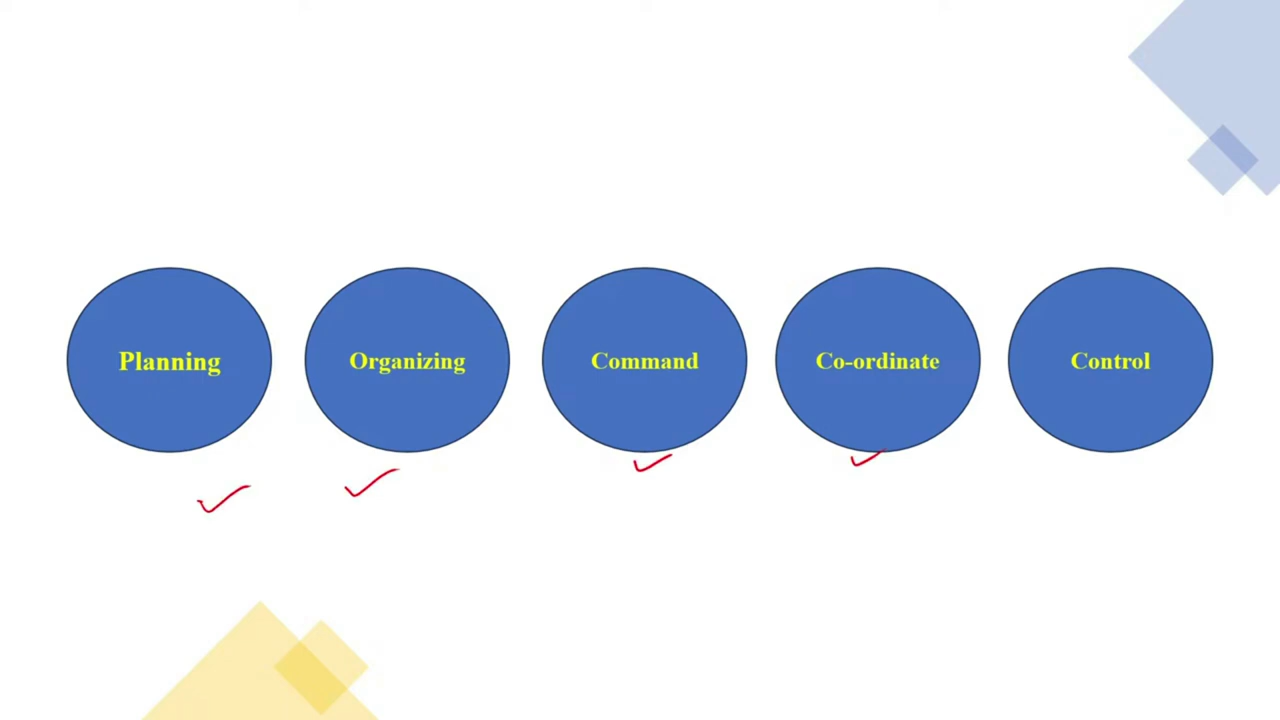 Planning
Organizing
Command
Co-ordinate
Control